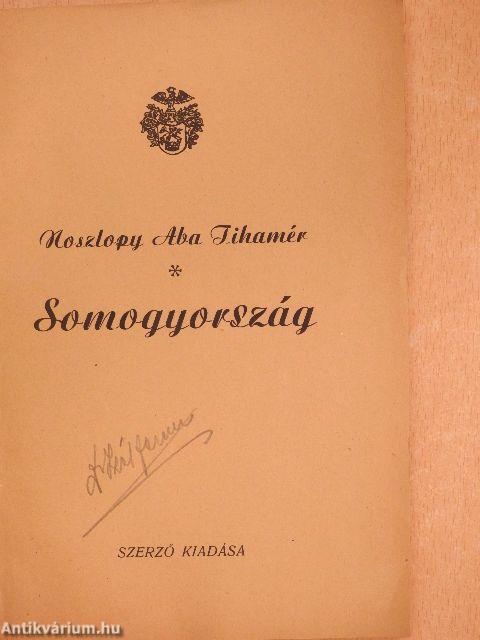 Noszlopy Aba Tihamér
*
Somogyország
SZERZŐ KIADÁSA
Antikvárium.hu